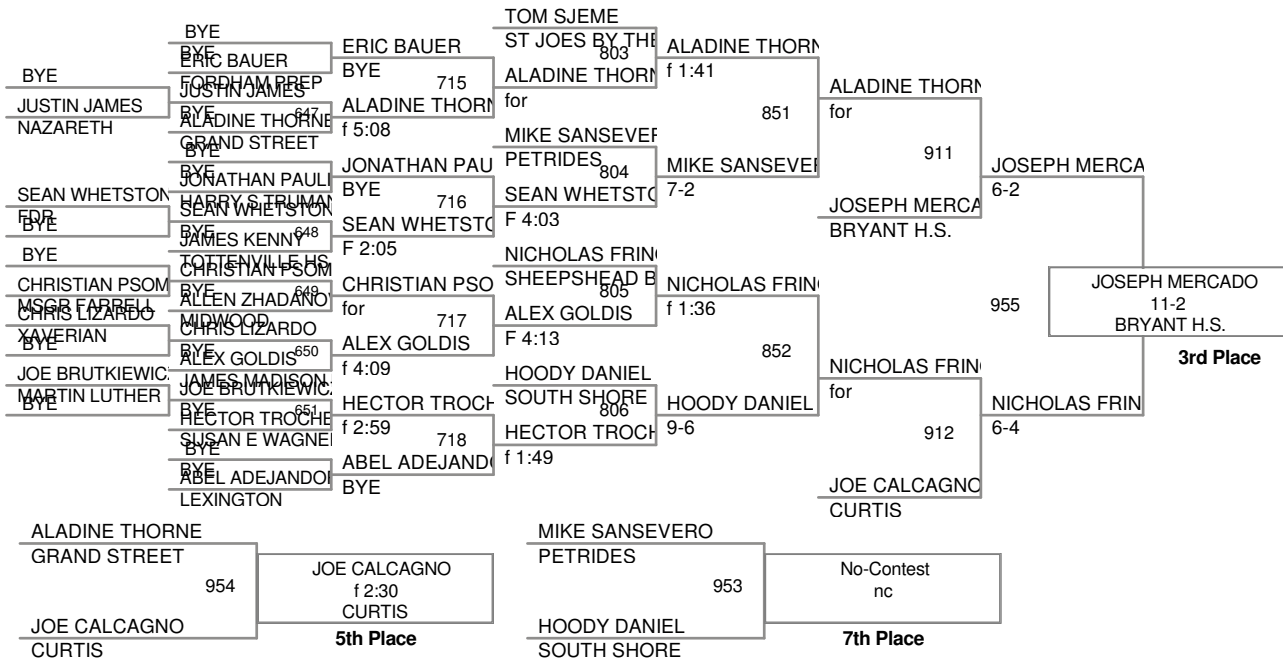 BYE
JUSTIN JAMES
NAZARETH
SEAN WHETSTON
FDR
BYE
BYE
CHRISTIAN PSOM
MSGR FARRELL
CHRIS LIZARDO
XAVERIAN
BYE
JOE BRUTKIEWIC
MARTIN LUTHER
BYE
BYE
BYE
ERIC BAUER
FORDHAM PREP
JUSTIN JAMES
BYE
647
ALADINE THORNE
GRAND STREET
BYE
BYE
JONATHAN PAULI
HARRY S TRUMAN
SEAN WHETSTON
BYE
648
JAMES KENNY
TOTTENVILLE HS
CHRISTIAN PSOM
BYE
649
ALLEN ZHADANOV
MIDWOOD
CHRIS LIZARDO
BYE
650
ALEX GOLDIS
JAMES MADISON
JOE BRUTKIEWICZ
BYE
651
HECTOR TROCHE
SUSAN E WAGNER
BYE
BYE
ABEL ADEJANDO
LEXINGTON
ERIC BAUER
BYE
715
ALADINE THORN
f 5:08
JONATHAN PAU
BYE
716
SEAN WHETSTO
F 2:05
CHRISTIAN PSO
for
717
ALEX GOLDIS
f 4:09
HECTOR TROCH
f 2:59
718
ABEL ADEJANDO
BYE
TOM SJEME
ST JOES BY THE
803
ALADINE THORN
for
MIKE SANSEVER
PETRIDES
804
SEAN WHETSTO
F 4:03
NICHOLAS FRING
SHEEPSHEAD B
805
ALEX GOLDIS
F 4:13
HOODY DANIEL
SOUTH SHORE
806
HECTOR TROCH
f 1:49
ALADINE THORN
f 1:41
851
MIKE SANSEVER
7-2
NICHOLAS FRING
f 1:36
852
HOODY DANIEL
9-6
ALADINE THORN
for
911
JOSEPH MERCA
BRYANT H.S.
NICHOLAS FRING
for
912
JOE CALCAGNO
CURTIS
JOSEPH MERCA
6-2
955
NICHOLAS FRIN
6-4
JOSEPH MERCADO
11-2
BRYANT H.S.
3rd Place
ALADINE THORNE
GRAND STREET
954
JOE CALCAGNO
CURTIS
JOE CALCAGNO
f 2:30
CURTIS
5th Place
MIKE SANSEVERO
PETRIDES
953
HOODY DANIEL
SOUTH SHORE
No-Contest
nc
7th Place